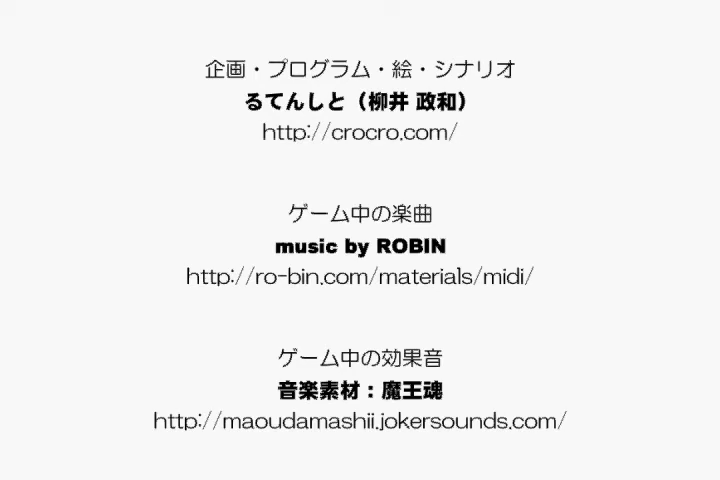 企画・プログラム・絵・シナリオ
るてんしと（柳井 政和）
http://crocro.com/
ゲーム中の楽曲
music by ROBIN
http://ro-bin.com/materials/midi/
ゲーム中の効果音
音楽素材：魔王魂
http://maoudamashii.jokersounds.com/